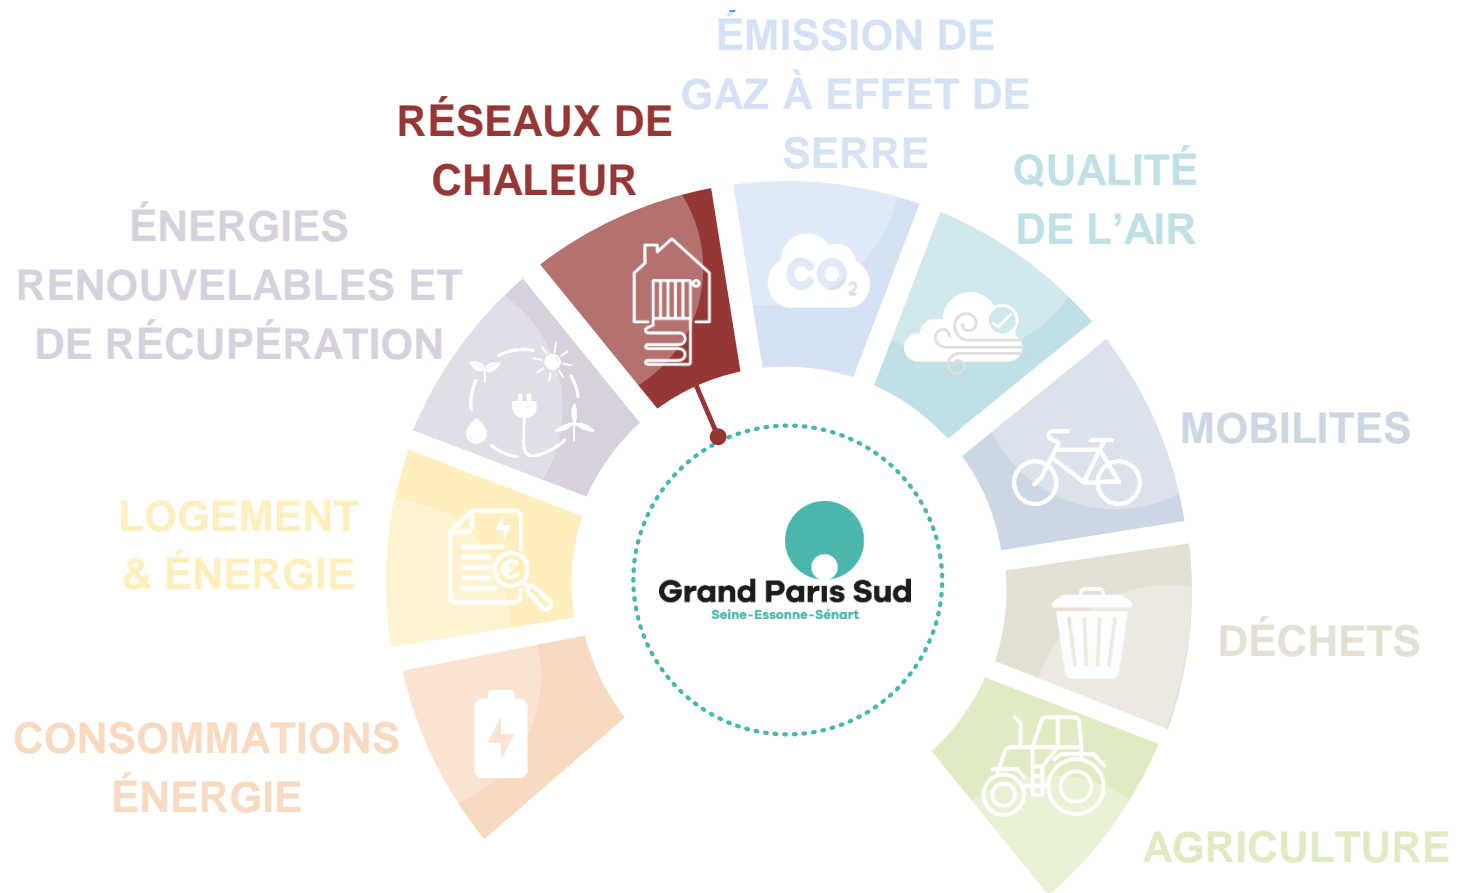 ÉMISSION DE
GAZ À EFFET DE
SERRE
RÉSEAUX DE
CHALEUR
QUALITÉ
DE L’AIR
ÉNERGIES
RENOUVELABLES ET
DE RÉCUPÉRATION
CO₂
MOBILITES
LOGEMENT
& ÉNERGIE
€
Grand Paris Sud
Seine-Essonne-Sénart
DÉCHETS
CONSOMMATIONS
ÉNERGIE
AGRICULTURE